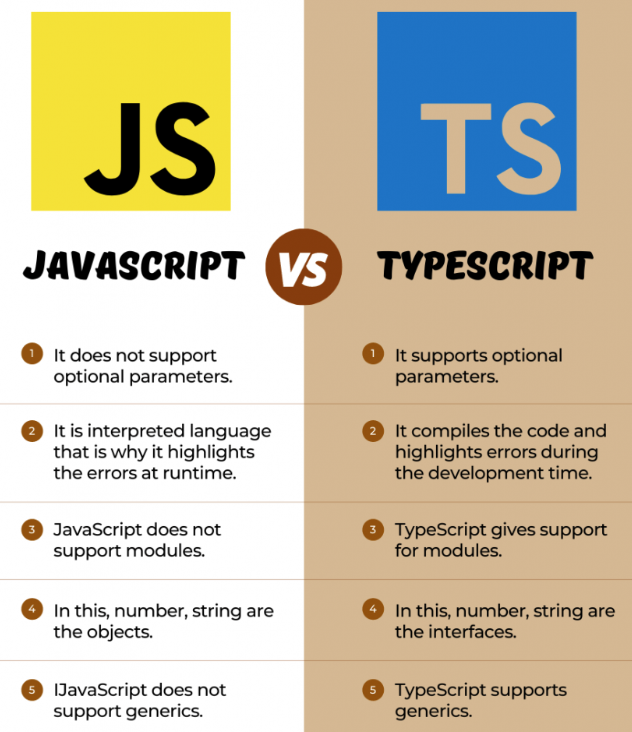 JS
TS
JAVASCRIPT
VS
TYPESCRIPT
1
It does not support
optional parameters.
1
It supports optional
parameters.
2
It is interpreted language
that is why it highlights
the errors at runtime.
2
It compiles the code and
highlights errors during
the development time.
3
JavaScript does not
support modules.
3
TypeScript gives support
for modules.
4
In this, number, string are
the objects.
4
In this, number, string are
the interfaces.
5
IJavaScript does not
support generics.
5
TypeScript supports
generics.